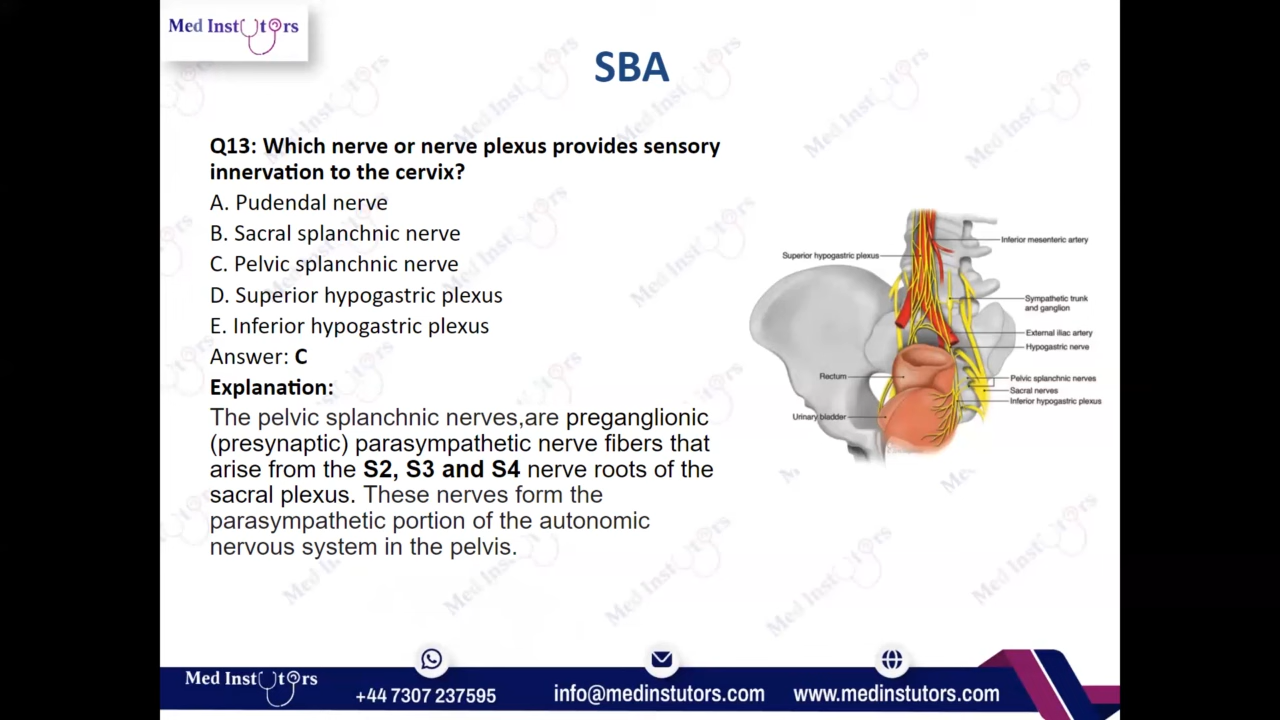 Med Instutors
SBA
Q13: Which nerve or nerve plexus provides sensory
innervation to the cervix?
A. Pudendal nerve
B. Sacral splanchnic nerve
C. Pelvic splanchnic nerve
D. Superior hypogastric plexus
E. Inferior hypogastric plexus
Answer: C
Explanation:
The pelvic splanchnic nerves,are preganglionic
(presynaptic) parasympathetic nerve fibers that
arise from the S2, S3 and S4 nerve roots of the
sacral plexus. These nerves form the
parasympathetic portion of the autonomic
nervous system in the pelvis.
Inferior mesenteric artery
Superior hypogastric plexus
Sympathetic trunk
and ganglion
External iliac artery
Hypogastric nerve
Rectum
Pelvic splanchnic nerves
Sacral nerves
Inferior hypogastric plexus
Urinary bladder
Med Instutors
+44 7307 237595
info@medinstutors.com
www.medinstutors.com